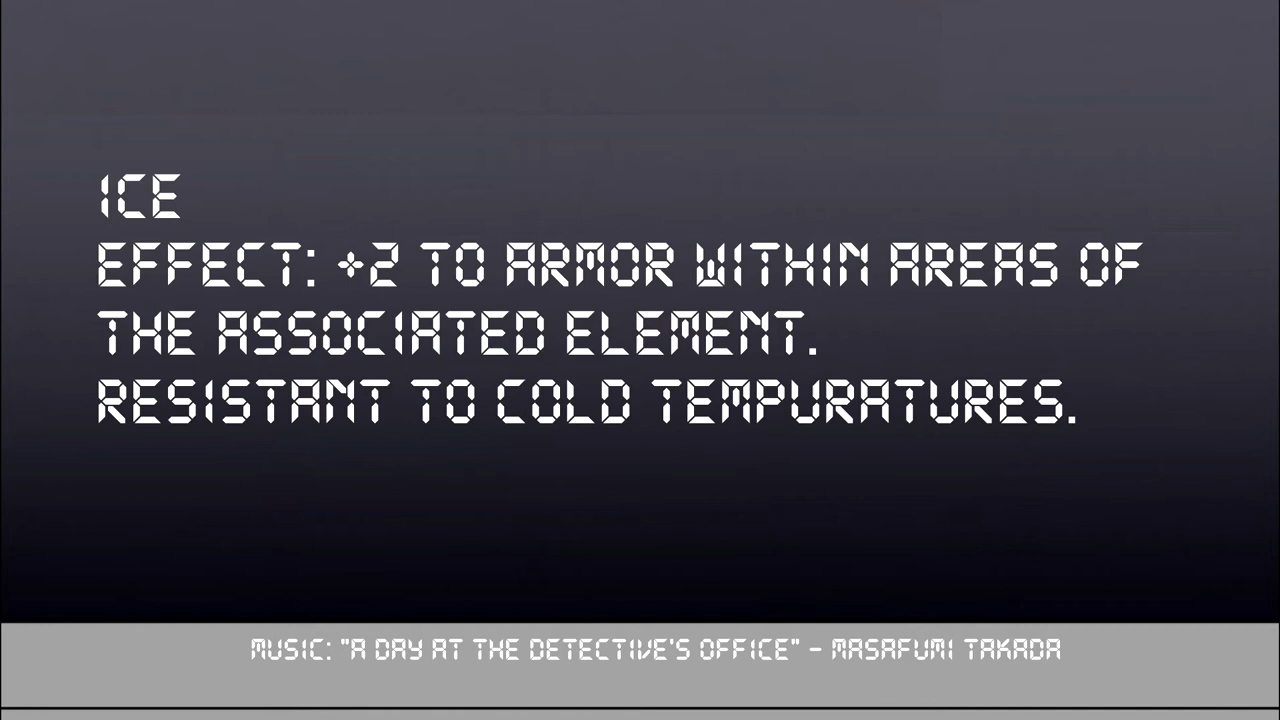 ICE
EFFECT: +2 TO ARMOR WITHIN AREAS OF
THE ASSOCIATED ELEMENT.
RESISTANT TO COLD TEMPURATURES.
MUSIC: "A DAY AT THE DETECTIVE'S OFFICE" - MASAFUMI TAKADA